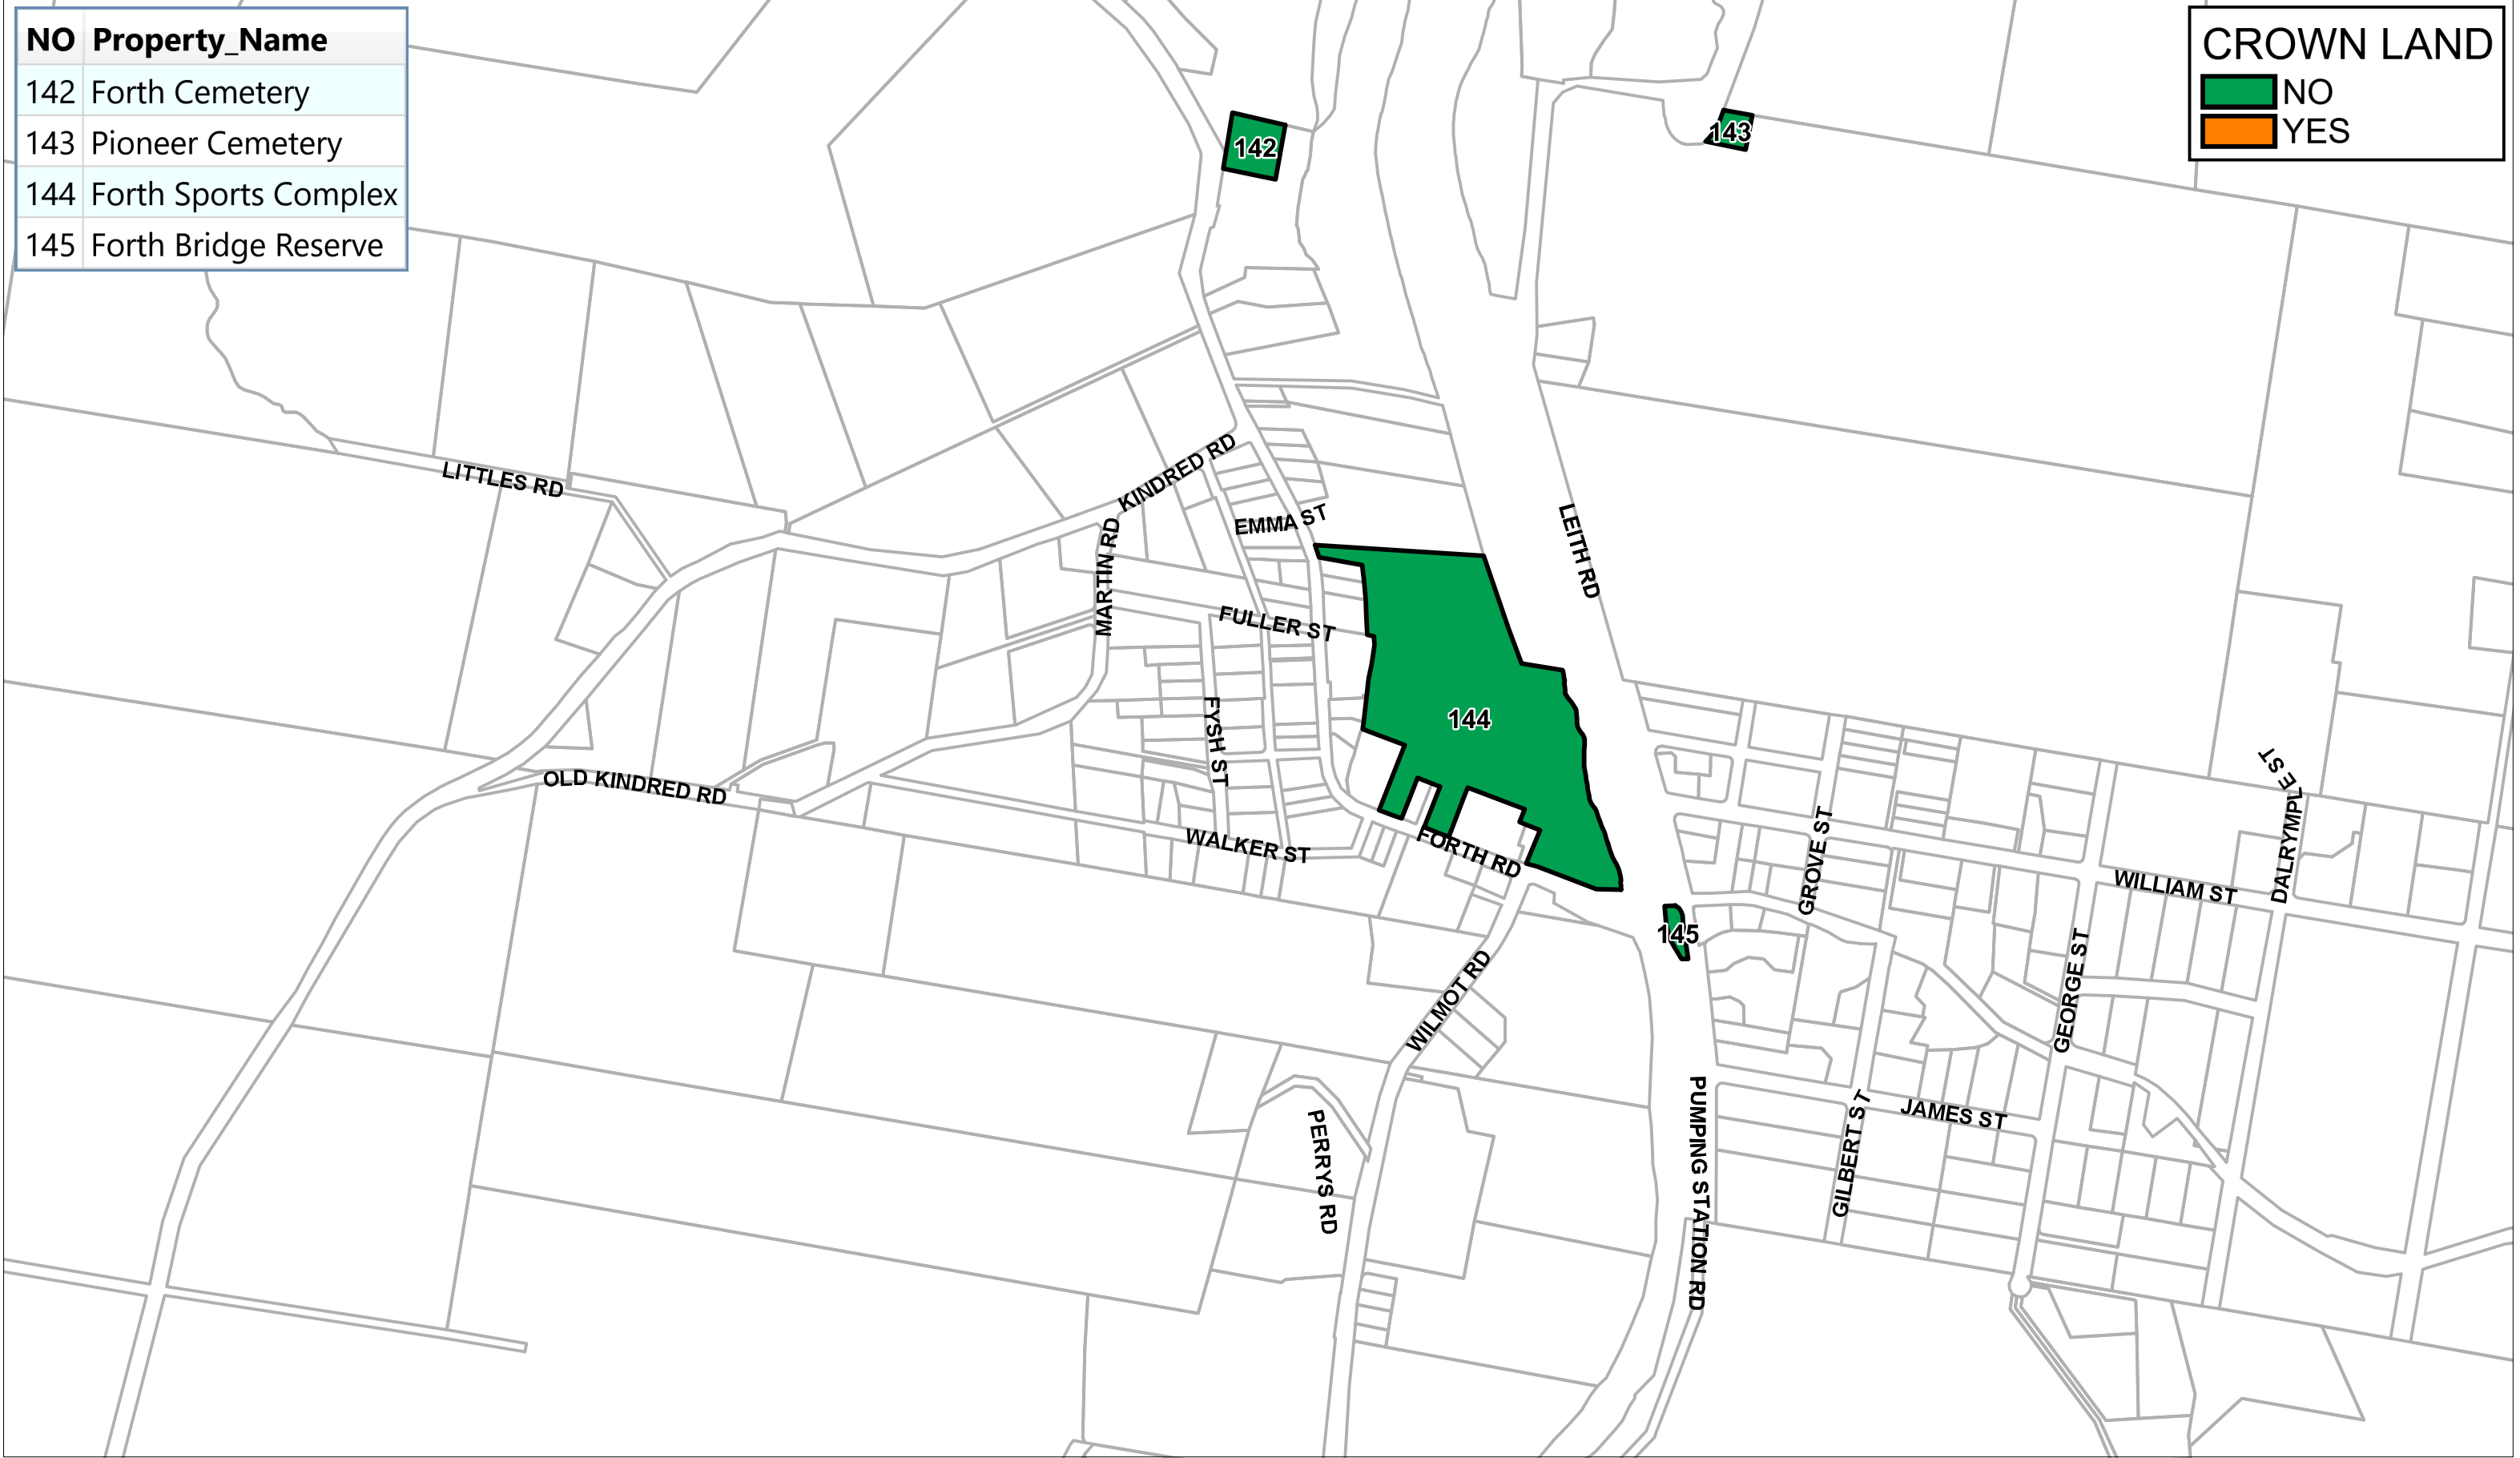 NO Property_Name
142 Forth Cemetery
143 Pioneer Cemetery
144 Forth Sports Complex
145 Forth Bridge Reserve
CROWN LAND
NO
YES
142
143
KINDRED RD
LITTLES RD
EMMA ST
LEITH RD
MARTIN RD
FULLER ST
144
FYSH ST
OLD KINDRED RD
WALKER ST
FORTH RD
GROVE ST
DALRYMPLE ST
WILLIAM ST
145
GEORGE ST
WILMOT RD
JAMES ST
GILBERT ST
PERRYS RD
PUMPING STATION RD